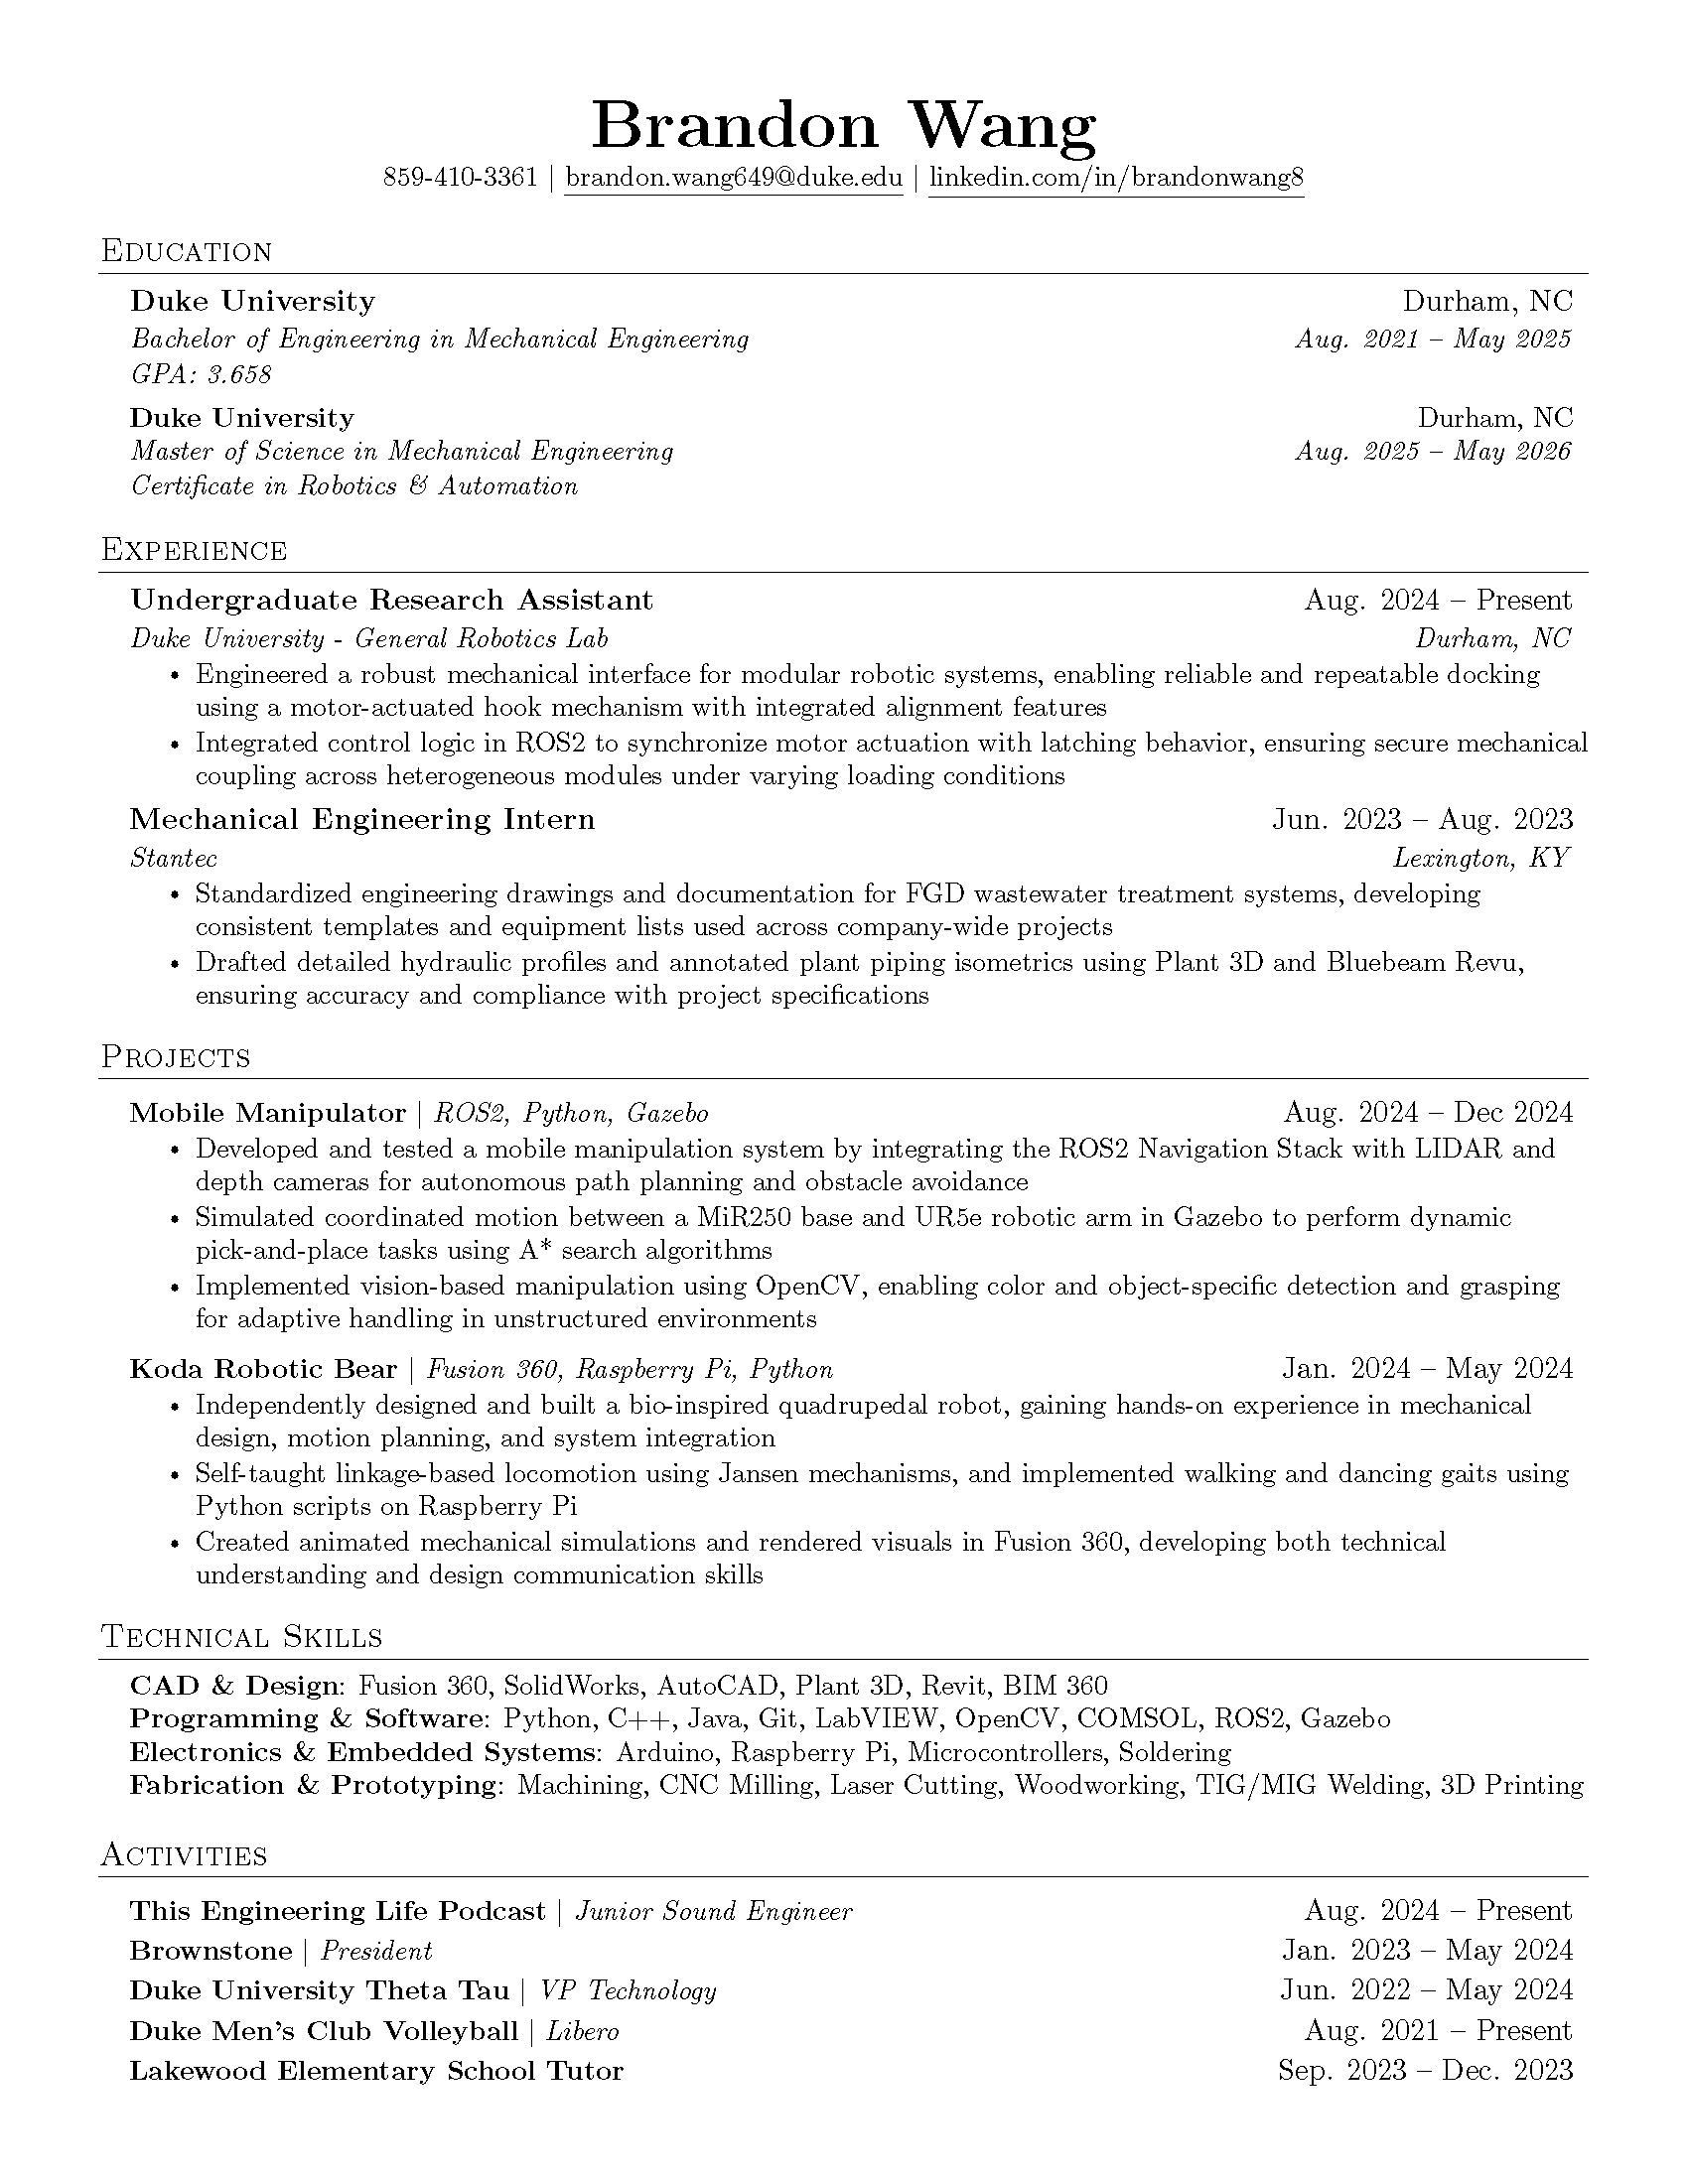 Brandon Wang
859-410-3361 | brandon.wang649@duke.edu | linkedin.com/in/brandonwang8
Education
Duke University Durham, NC
Bachelor of Engineering in Mechanical Engineering Aug. 2021 – May 2025
GPA: 3.658
Duke University Durham, NC
Master of Science in Mechanical Engineering Aug. 2025 – May 2026
Certificate in Robotics & Automation
Experience
Undergraduate Research Assistant Aug. 2024 – Present
Duke University - General Robotics Lab Durham, NC
• Engineered a robust mechanical interface for modular robotic systems, enabling reliable and repeatable docking
using a motor-actuated hook mechanism with integrated alignment features
• Integrated control logic in ROS2 to synchronize motor actuation with latching behavior, ensuring secure mechanical
coupling across heterogeneous modules under varying loading conditions
Mechanical Engineering Intern Jun. 2023 – Aug. 2023
Stantec Lexington, KY
• Standardized engineering drawings and documentation for FGD wastewater treatment systems, developing
consistent templates and equipment lists used across company-wide projects
• Drafted detailed hydraulic profiles and annotated plant piping isometrics using Plant 3D and Bluebeam Revu,
ensuring accuracy and compliance with project specifications
Projects
Mobile Manipulator | ROS2, Python, Gazebo Aug. 2024 – Dec 2024
• Developed and tested a mobile manipulation system by integrating the ROS2 Navigation Stack with LIDAR and
depth cameras for autonomous path planning and obstacle avoidance
• Simulated coordinated motion between a MiR250 base and UR5e robotic arm in Gazebo to perform dynamic
pick-and-place tasks using A* search algorithms
• Implemented vision-based manipulation using OpenCV, enabling color and object-specific detection and grasping
for adaptive handling in unstructured environments
Koda Robotic Bear | Fusion 360, Raspberry Pi, Python Jan. 2024 – May 2024
• Independently designed and built a bio-inspired quadrupedal robot, gaining hands-on experience in mechanical
design, motion planning, and system integration
• Self-taught linkage-based locomotion using Jansen mechanisms, and implemented walking and dancing gaits using
Python scripts on Raspberry Pi
• Created animated mechanical simulations and rendered visuals in Fusion 360, developing both technical
understanding and design communication skills
Technical Skills
CAD & Design: Fusion 360, SolidWorks, AutoCAD, Plant 3D, Revit, BIM 360
Programming & Software: Python, C++, Java, Git, LabVIEW, OpenCV, COMSOL, ROS2, Gazebo
Electronics & Embedded Systems: Arduino, Raspberry Pi, Microcontrollers, Soldering
Fabrication & Prototyping: Machining, CNC Milling, Laser Cutting, Woodworking, TIG/MIG Welding, 3D Printing
Activities
This Engineering Life Podcast | Junior Sound Engineer Aug. 2024 – Present
Brownstone | President Jan. 2023 – May 2024
Duke University Theta Tau | VP Technology Jun. 2022 – May 2024
Duke Men's Club Volleyball | Libero Aug. 2021 – Present
Lakewood Elementary School Tutor Sep. 2023 – Dec. 2023